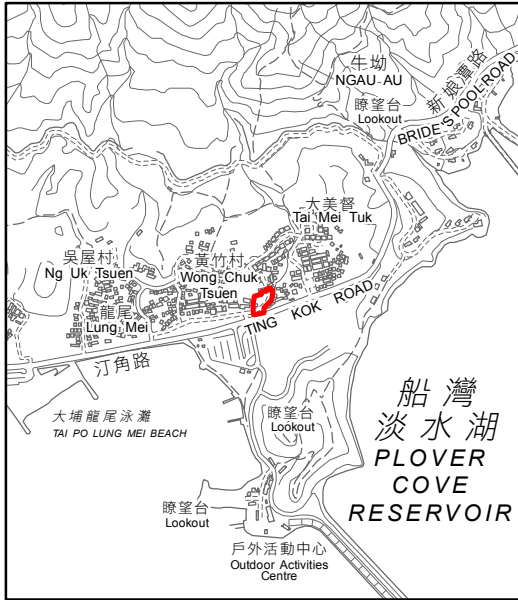 牛坳
NGAU AU
瞭望台
Lookout
新娘潭路
BRIDE'S POOL ROAD
大美督
Tai Mei Tuk
吳屋村
Ng Uk Tsuen
黃竹村
Wong Chuk
Tsuen
龍尾
Lung Mei
TING KOK ROAD
汀角路
大埔龍尾泳灘
TAI PO LUNG MEI BEACH
瞭望台
Lookout
船灣
淡水湖
PLOVER
COVE
RESERVOIR
瞭望台
Lookout
戶外活動中心
Outdoor Activities
Centre